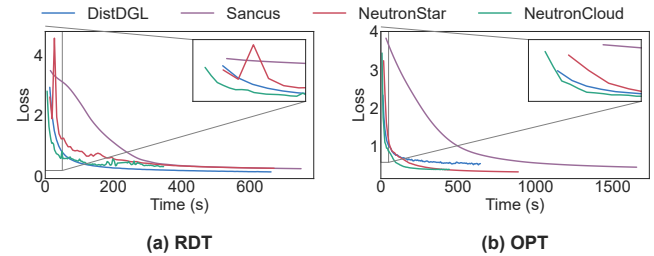 DistDGL Sancus NeutronStar NeutronCloud
Loss
4
2
0
0 200 400 600
Time (s)
(a) RDT
Loss
4
3
2
1
0
0 500 1000 1500
Time (s)
(b) OPT